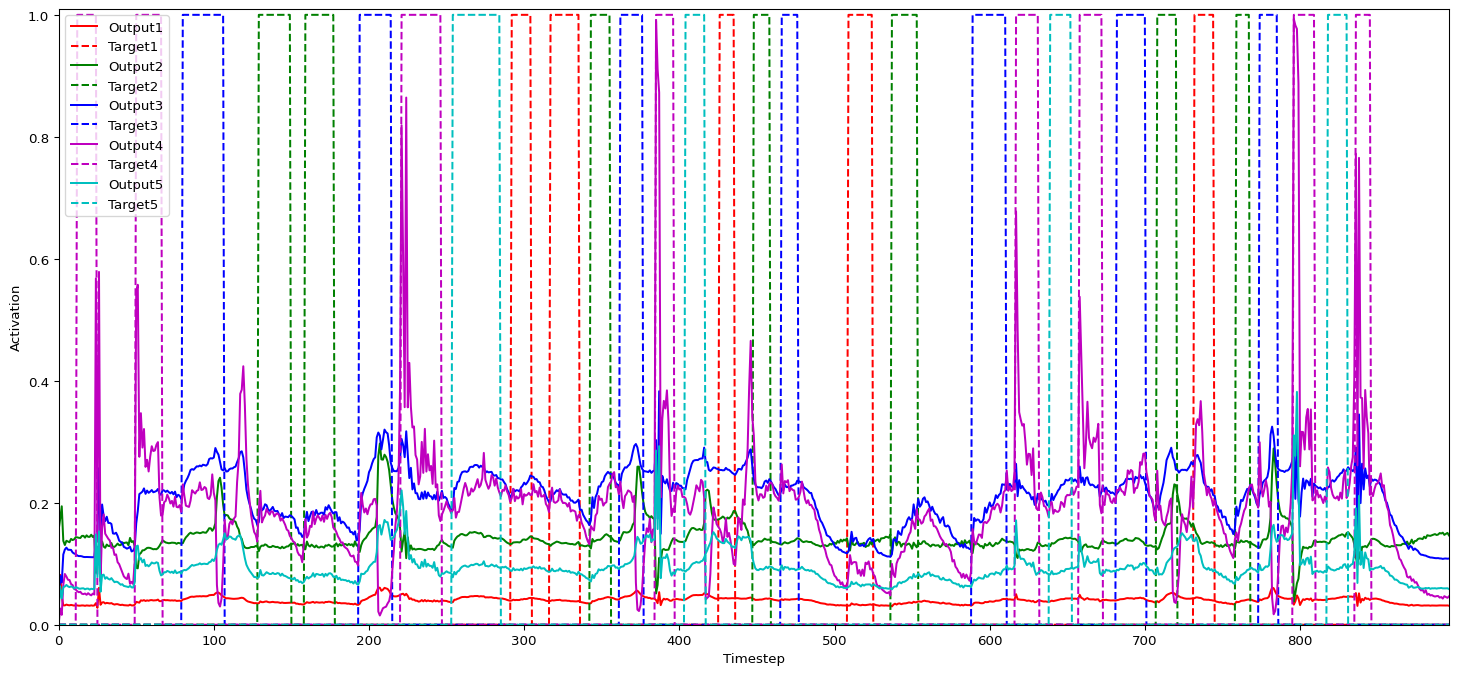 1.0
0.8
0.6
0.4
0.2
0.0
Activation
Output1
Target1
Output2
Target2
Output3
Target3
Output4
Target4
Output5
Target5
0 100 200 300 400 500 600 700 800
Timestep